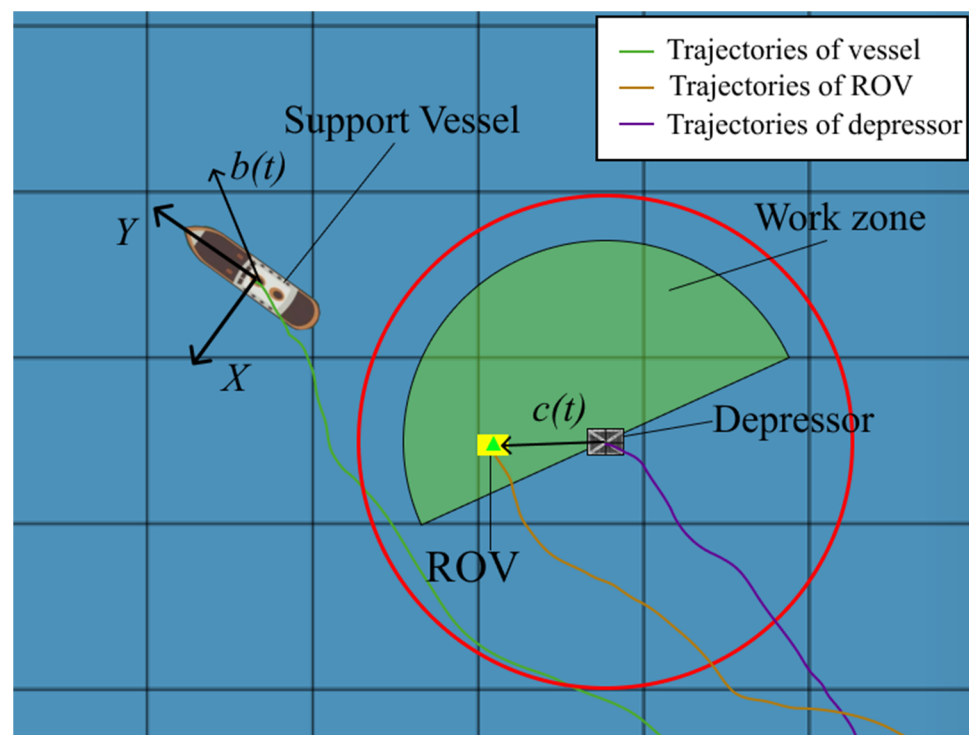 Trajectories of vessel
Trajectories of ROV
Trajectories of depressor
Support Vessel
b(t)
Y
Work zone
X
c(t)
Depressor
ROV